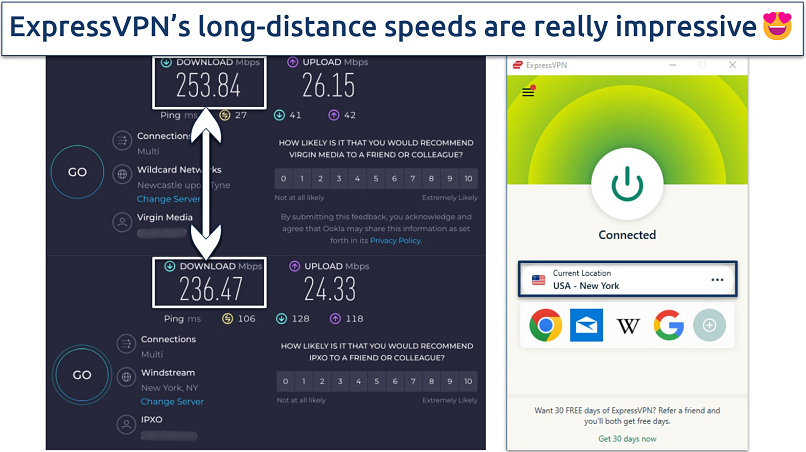 ExpressVPN's long-distance speeds are really impressive
DOWNLOAD Mbps
UPLOAD Mbps
253.84
26.15
Ping ms 27 41 42
Connections
Multi
Wildcard Networks
Newcastle upon Tyne
Change Server
Virgin Media
GO
HOW LIKELY IS IT THAT YOU WOULD RECOMMEND
VIRGIN MEDIA TO A FRIEND OR COLLEAGUE?
0 1 2 3 4 5 6 7 8 9 10
Not at all likely Extremely Likely
By submitting this feedback, you acknowledge and
agree that Ookla may share this information as set
forth in its Privacy Policy.
DOWNLOAD Mbps
UPLOAD Mbps
236.47
24.33
Ping ms 106 128 118
Connections
Multi
Windstream
New York, NY
Change Server
IPXO
GO
HOW LIKELY IS IT THAT YOU WOULD RECOMMEND
IPXO TO A FRIEND OR COLLEAGUE?
0 1 2 3 4 5 6 7 8 9 10
Not at all likely Extremely Likely
ExpressVPN
Connected
Current Location
USA - New York
W
Want 30 FREE days of ExpressVPN? Refer a friend and
you'll both get free days.
Get 30 days now